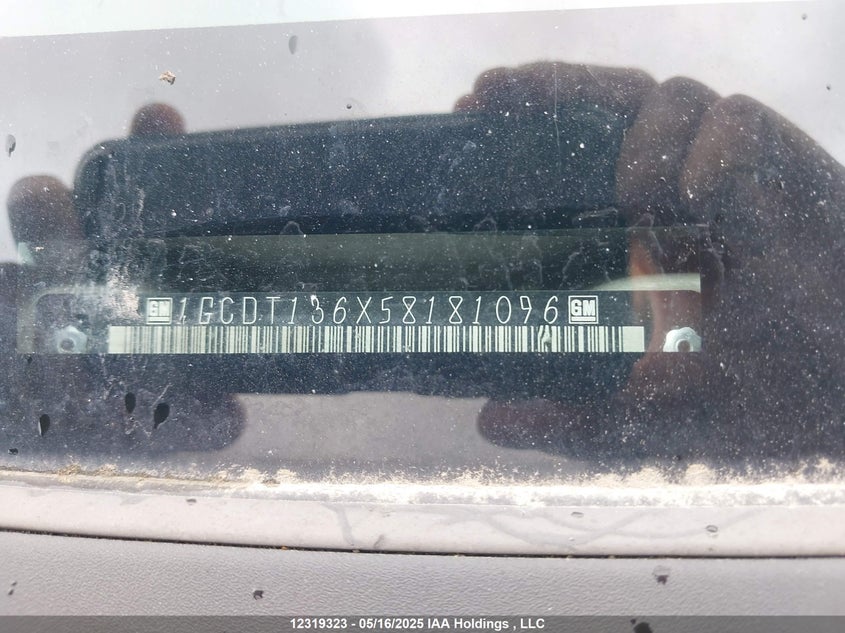 GM 1GCDT136X58181096 GM
12319323 - 05/16/2025 IAA Holdings , LLC